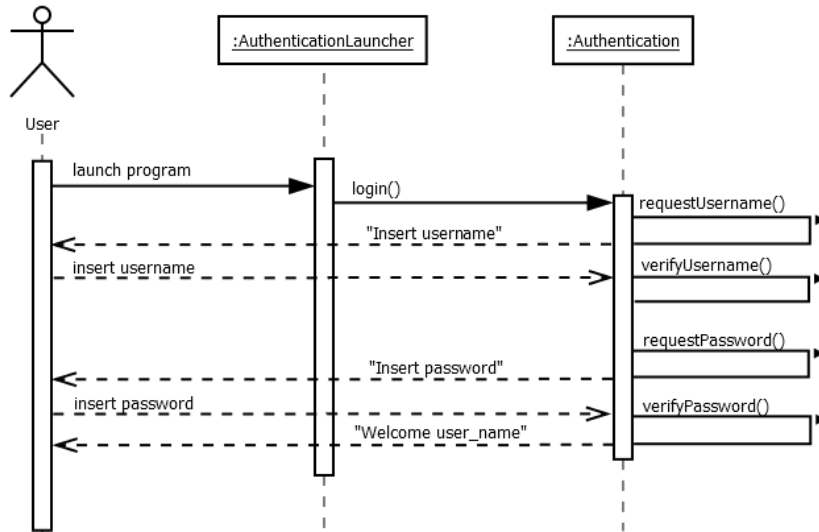 :AuthenticationLauncher
:Authentication
User
launch program
login()
requestUsername()
"Insert username"
insert username
verifyUsername()
requestPassword()
"Insert password"
insert password
verifyPassword()
"Welcome user_name"